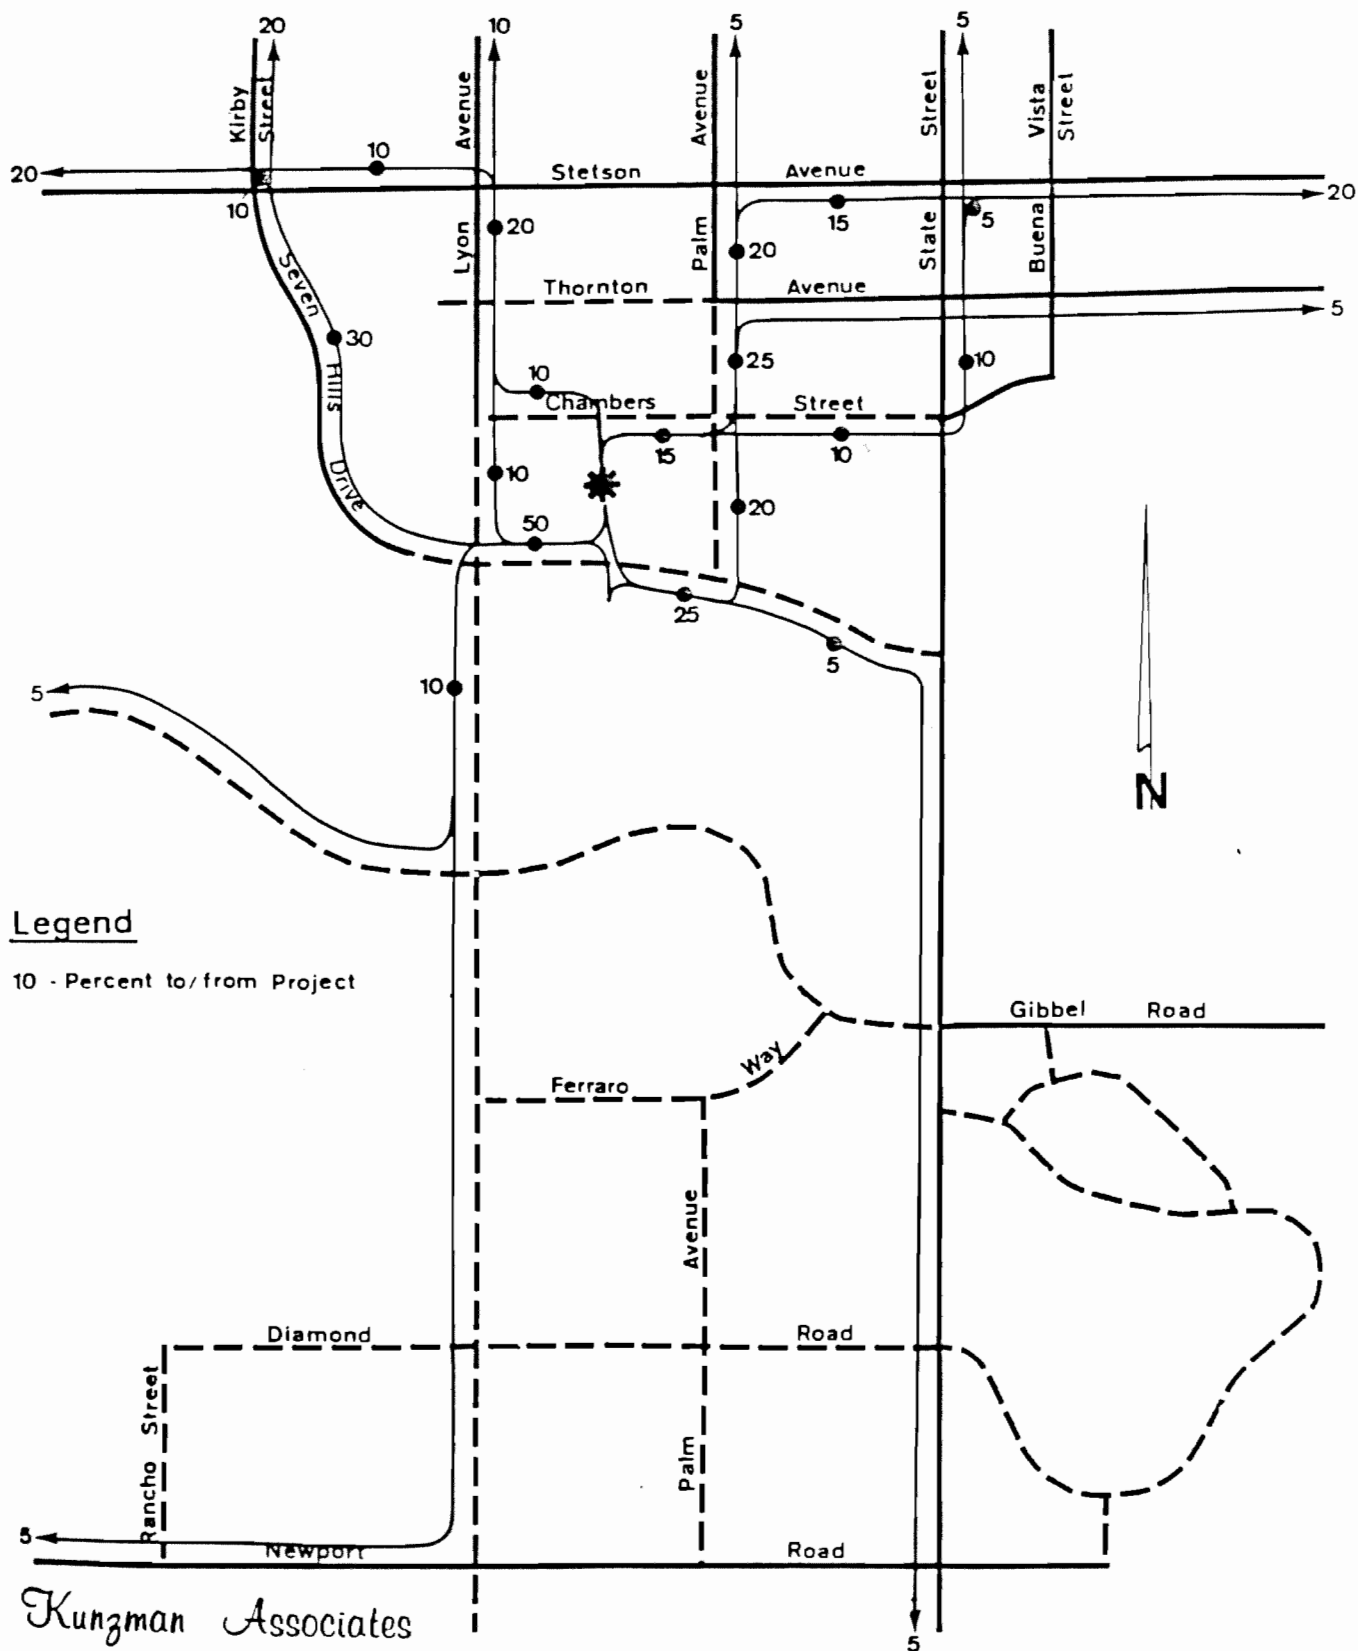 20
10
5
5
Kirby
Street
Avenue
Avenue
Street
Vista
Street
10
20
Stetson Avenue
20
10
15
5
20
Lyon
20
Palm
State
Buena
Seven
Hills
Drive
Thornton Avenue
5
30
25
10
10
Chambers Street
15
10
10
50
20
25
5
10
5
N
Legend
10 - Percent to/from Project
Gibbel Road
Way
Ferraro
Avenue
Palm
Diamond Road
Rancho Street
5
Newport Road
Kunzman Associates
5